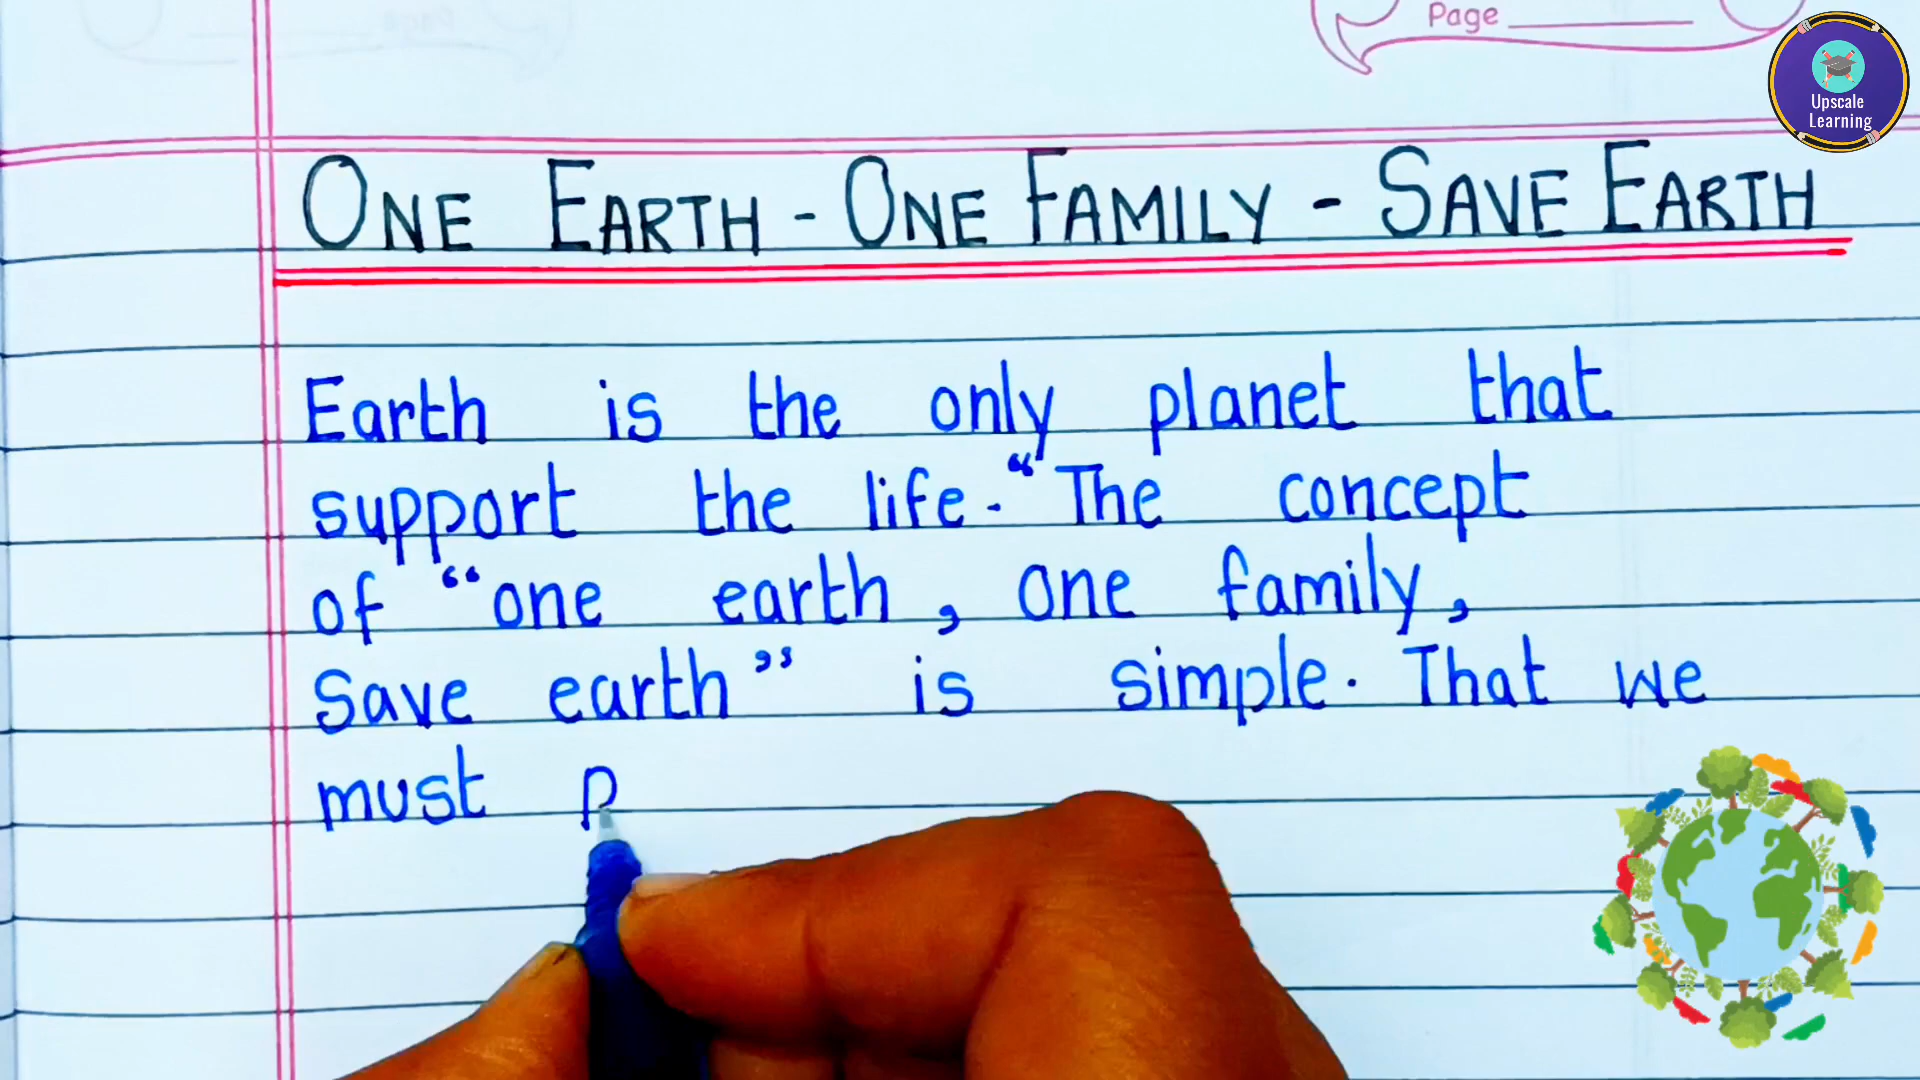 Page
Upscale
Learning
ONE EARTH - ONE FAMILY - SAVE EARTH
Earth is the only planet that
support the life. “The concept
of “one earth, one family,
Save earth” is simple. That we
must p